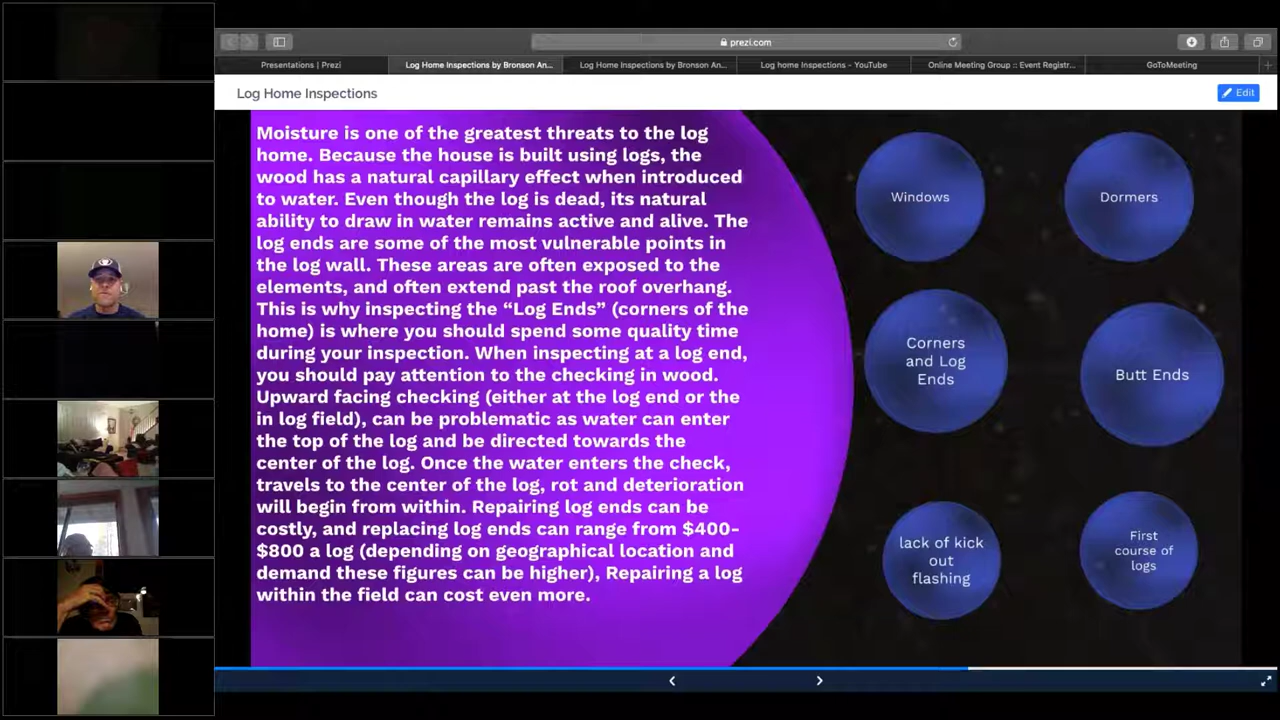 prezi.com
Presentations | Prezi
Log Home Inspections by Bronson An...
Log Home Inspections by Bronson An...
Log home Inspections - YouTube
Online Meeting Group :: Event Registr...
GoToMeeting
Log Home Inspections
Edit
Moisture is one of the greatest threats to the log
home. Because the house is built using logs, the
wood has a natural capillary effect when introduced
to water. Even though the log is dead, its natural
ability to draw in water remains active and alive. The
log ends are some of the most vulnerable points in
the log wall. These areas are often exposed to the
elements, and often extend past the roof overhang.
This is why inspecting the “Log Ends” (corners of the
home) is where you should spend some quality time
during your inspection. When inspecting at a log end,
you should pay attention to the checking in wood.
Upward facing checking (either at the log end or the
in log field), can be problematic as water can enter
the top of the log and be directed towards the
center of the log. Once the water enters the check,
travels to the center of the log, rot and deterioration
will begin from within. Repairing log ends can be
costly, and replacing log ends can range from $400-
$800 a log (depending on geographical location and
demand these figures can be higher), Repairing a log
within the field can cost even more.
Windows
Dormers
Corners
and Log
Ends
Butt Ends
lack of kick
out
flashing
First
course of
logs